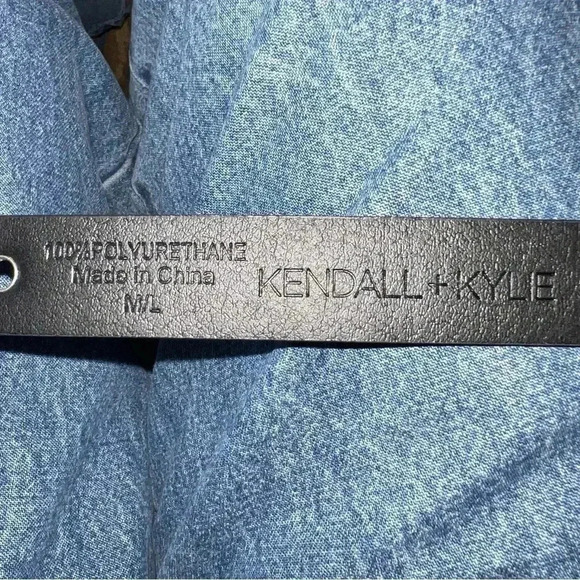 100% POLYURETHANE
Made in China
M/L
KENDALL + KYLIE